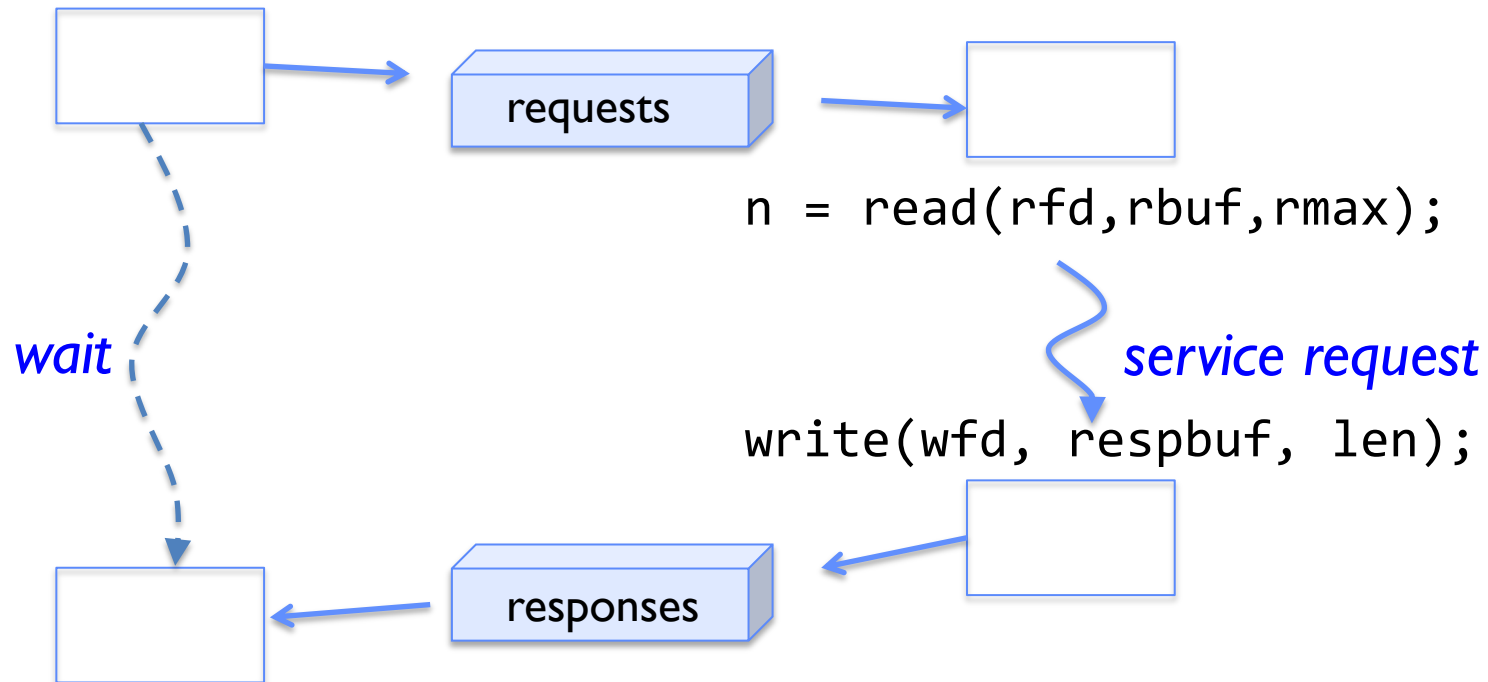 requests
n = read(rfd,rbuf,rmax);
wait
service request
write(wfd, respbuf, len);
responses